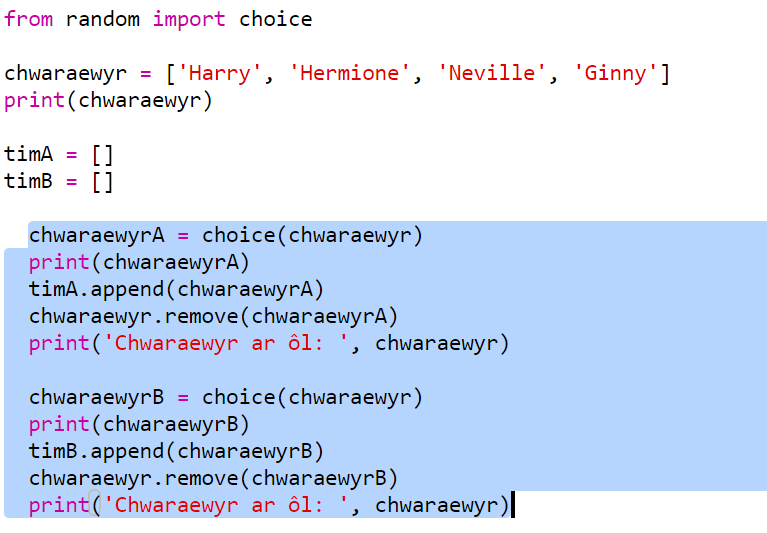 from random import choice
chwaraewyr = ['Harry', 'Hermione', 'Neville', 'Ginny']
print(chwaraewyr)
timA = []
timB = []
chwaraewyrA = choice(chwaraewyr)
print(chwaraewyrA)
timA.append(chwaraewyrA)
chwaraewyr.remove(chwaraewyrA)
print('Chwaraewyr ar ôl: ', chwaraewyr)
chwaraewyrB = choice(chwaraewyr)
print(chwaraewyrB)
timB.append(chwaraewyrB)
chwaraewyr.remove(chwaraewyrB)
print('Chwaraewyr ar ôl: ', chwaraewyr)